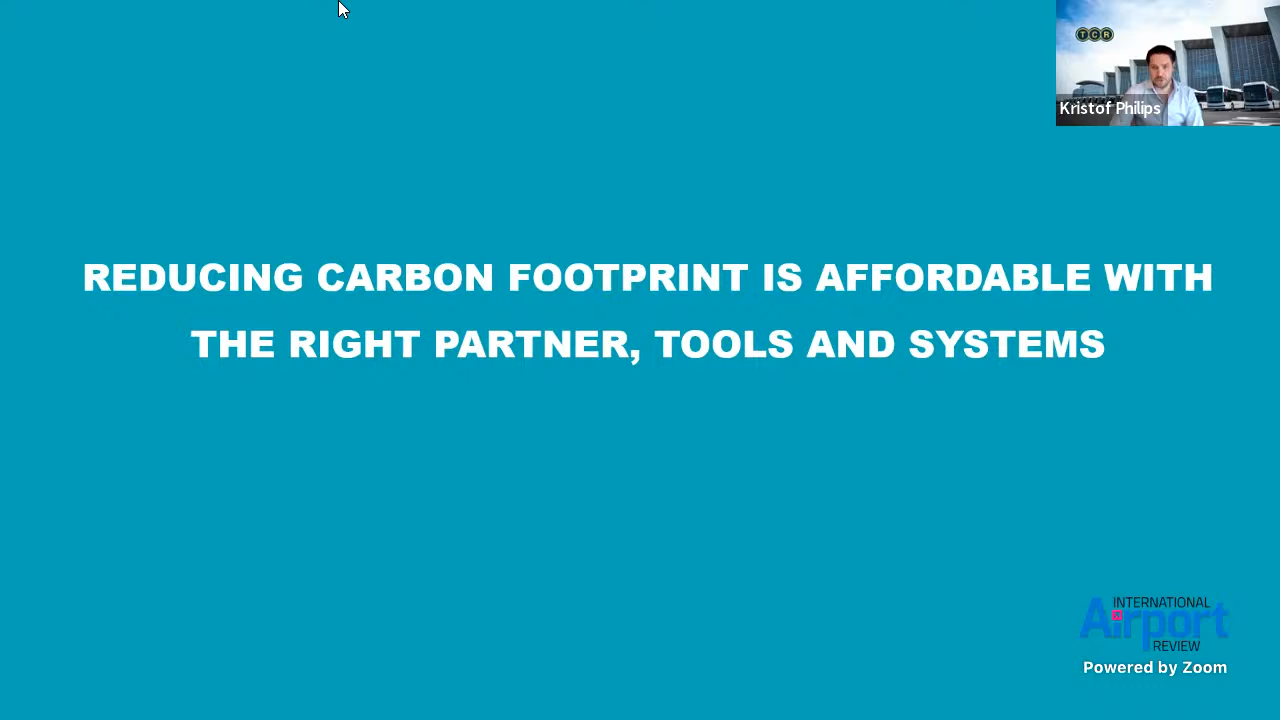 TCR
Kristof Philips
REDUCING CARBON FOOTPRINT IS AFFORDABLE WITH
THE RIGHT PARTNER, TOOLS AND SYSTEMS
INTERNATIONAL
Airport
REVIEW
Powered by Zoom